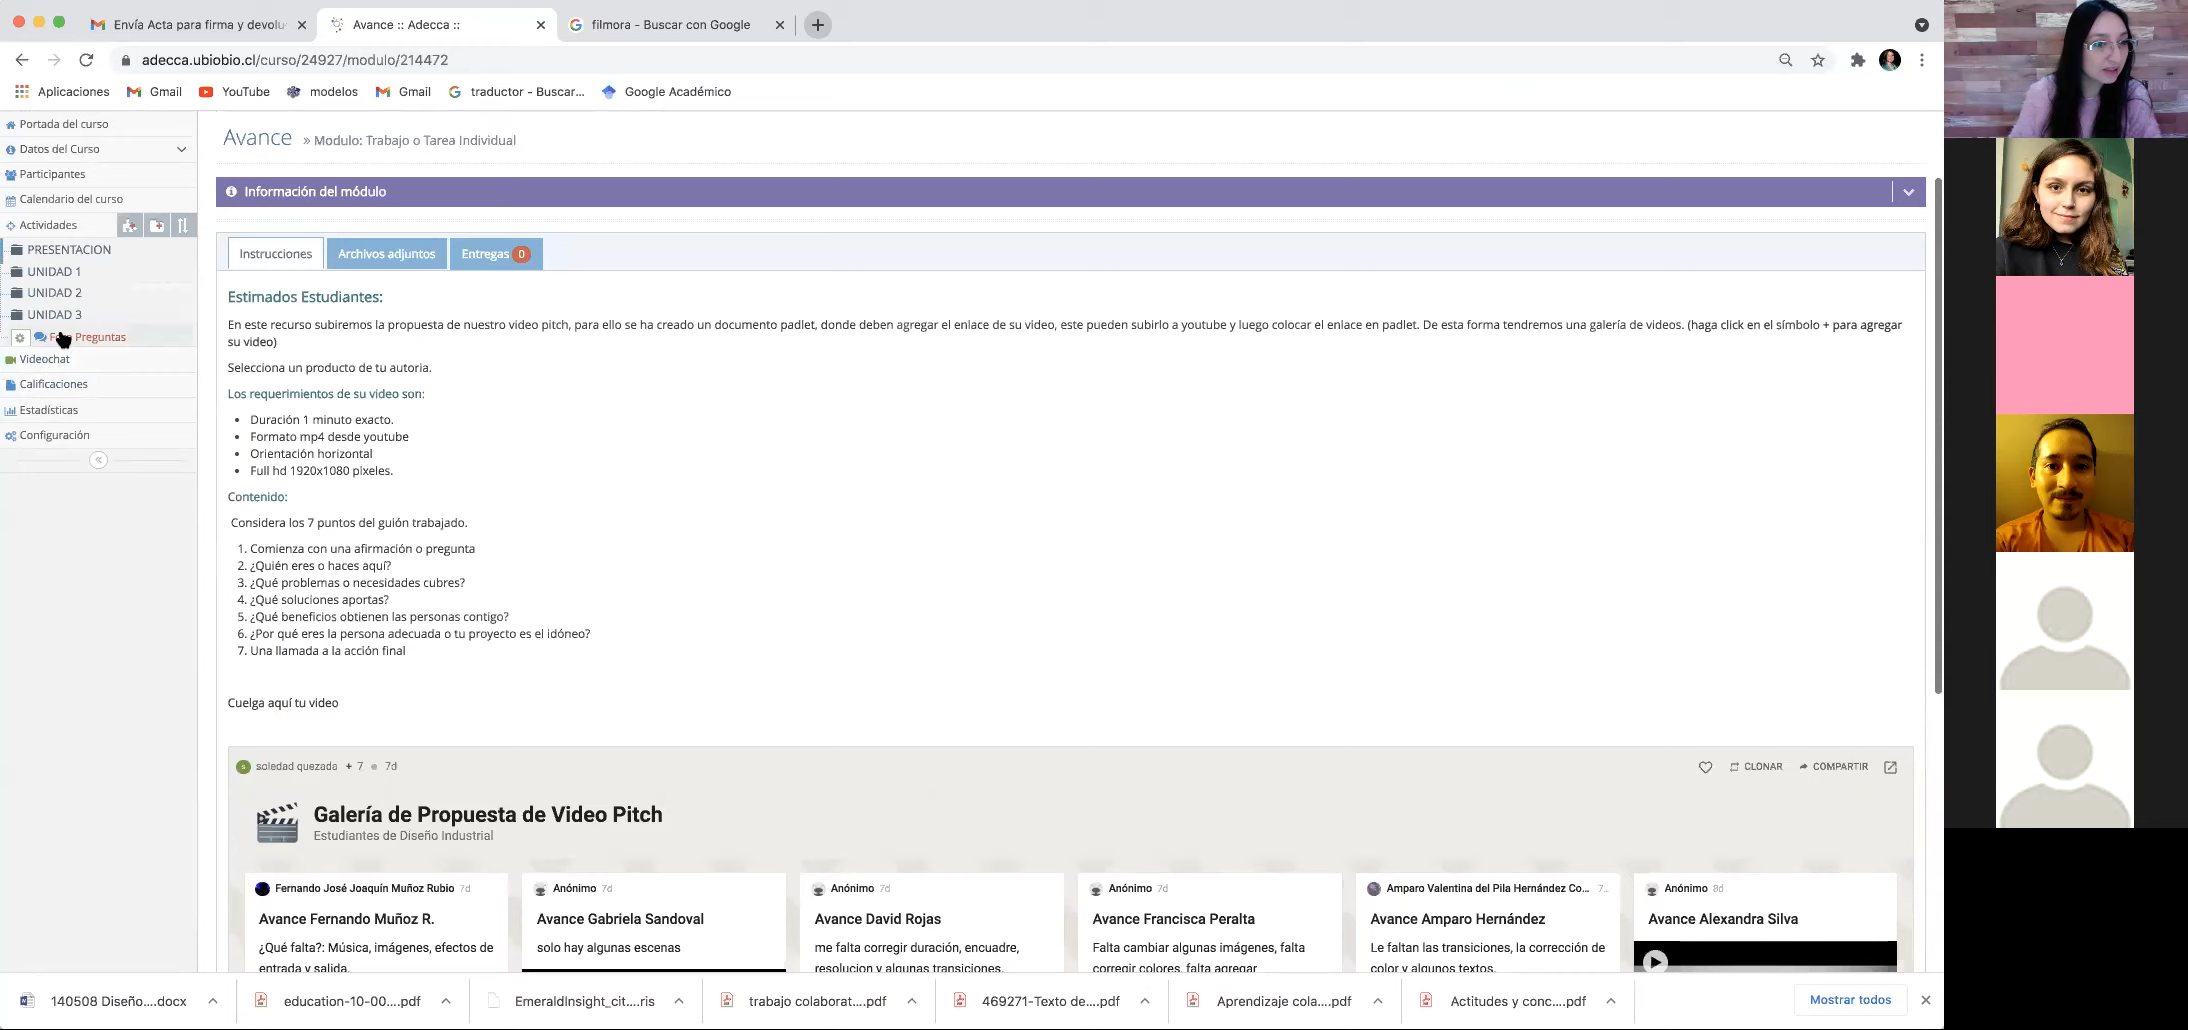 Envía Acta para firma y devolu
Avance :: Adecca ::
filmora - Buscar con Google
adecca.ubiobio.cl/curso/24927/modulo/214472
Aplicaciones
Gmail
YouTube
modelos
Gmail
traductor - Buscar...
Google Académico
Portada del curso
Datos del Curso
Participantes
Calendario del curso
Actividades
PRESENTACION
UNIDAD 1
UNIDAD 2
UNIDAD 3
Preguntas
Videochat
Calificaciones
Estadísticas
Configuración
Avance » Modulo: Trabajo o Tarea Individual
Información del módulo
Instrucciones
Archivos adjuntos
Entregas 0
Estimados Estudiantes:
En este recurso subiremos la propuesta de nuestro video pitch, para ello se ha creado un documento padlet, donde deben agregar el enlace de su video, este pueden subirlo a youtube y luego colocar el enlace en padlet. De esta forma tendremos una galería de videos. (haga click en el símbolo + para agregar
su video)
Selecciona un producto de tu autoria.
Los requerimientos de su video son:
• Duración 1 minuto exacto.
• Formato mp4 desde youtube
• Orientación horizontal
• Full hd 1920x1080 pixeles.
Contenido:
Considera los 7 puntos del guión trabajado.
1. Comienza con una afirmación o pregunta
2. ¿Quién eres o haces aquí?
3. ¿Qué problemas o necesidades cubres?
4. ¿Qué soluciones aportas?
5. ¿Qué beneficios obtienen las personas contigo?
6. ¿Por qué eres la persona adecuada o tu proyecto es el idóneo?
7. Una llamada a la acción final
Cuelga aquí tu video
s soledad quezada + 7 7d
CLONAR
COMPARTIR
Galería de Propuesta de Video Pitch
Estudiantes de Diseño Industrial
Fernando José Joaquín Muñoz Rubio 7d
Avance Fernando Muñoz R.
¿Qué falta?: Música, imágenes, efectos de
entrada y salida.
Anónimo 7d
Avance Gabriela Sandoval
solo hay algunas escenas
Anónimo 7d
Avance David Rojas
me falta corregir duración, encuadre,
resolucion y algunas transiciones.
Anónimo 7d
Avance Francisca Peralta
Falta cambiar algunas imágenes, falta
corregir colores, falta agregar
Amparo Valentina del Pila Hernández Co... 7...
Avance Amparo Hernández
Le faltan las transiciones, la corrección de
color y algunos textos.
Anónimo 8d
Avance Alexandra Silva
140508 Diseño....docx
education-10-00....pdf
EmeraldInsight_cit....ris
trabajo colaborat....pdf
469271-Texto de....pdf
Aprendizaje cola....pdf
Actitudes y conc....pdf
Mostrar todos